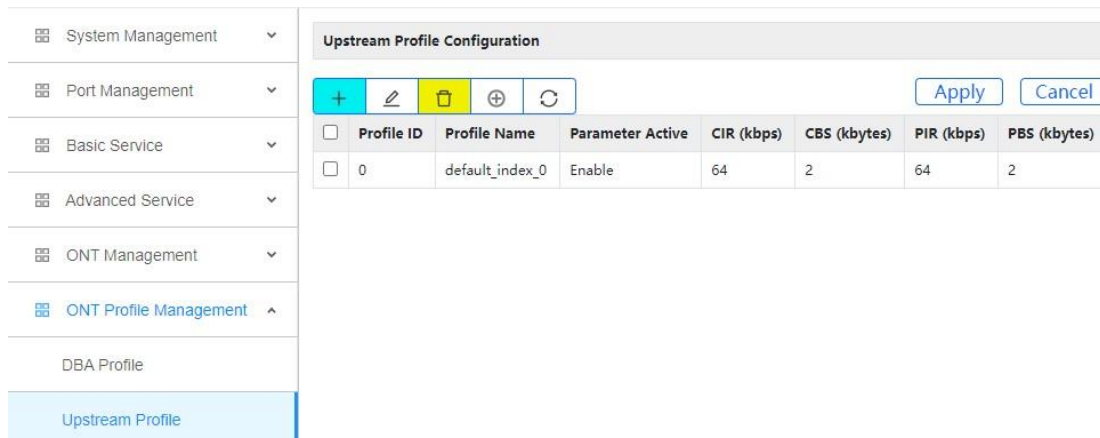 System Management
Port Management
Basic Service
Advanced Service
ONT Management
ONT Profile Management
DBA Profile
Upstream Profile
Upstream Profile Configuration
Apply Cancel
Profile ID Profile Name Parameter Active CIR (kbps) CBS (kbytes) PIR (kbps) PBS (kbytes)
0 default_index_0 Enable 64 2 64 2